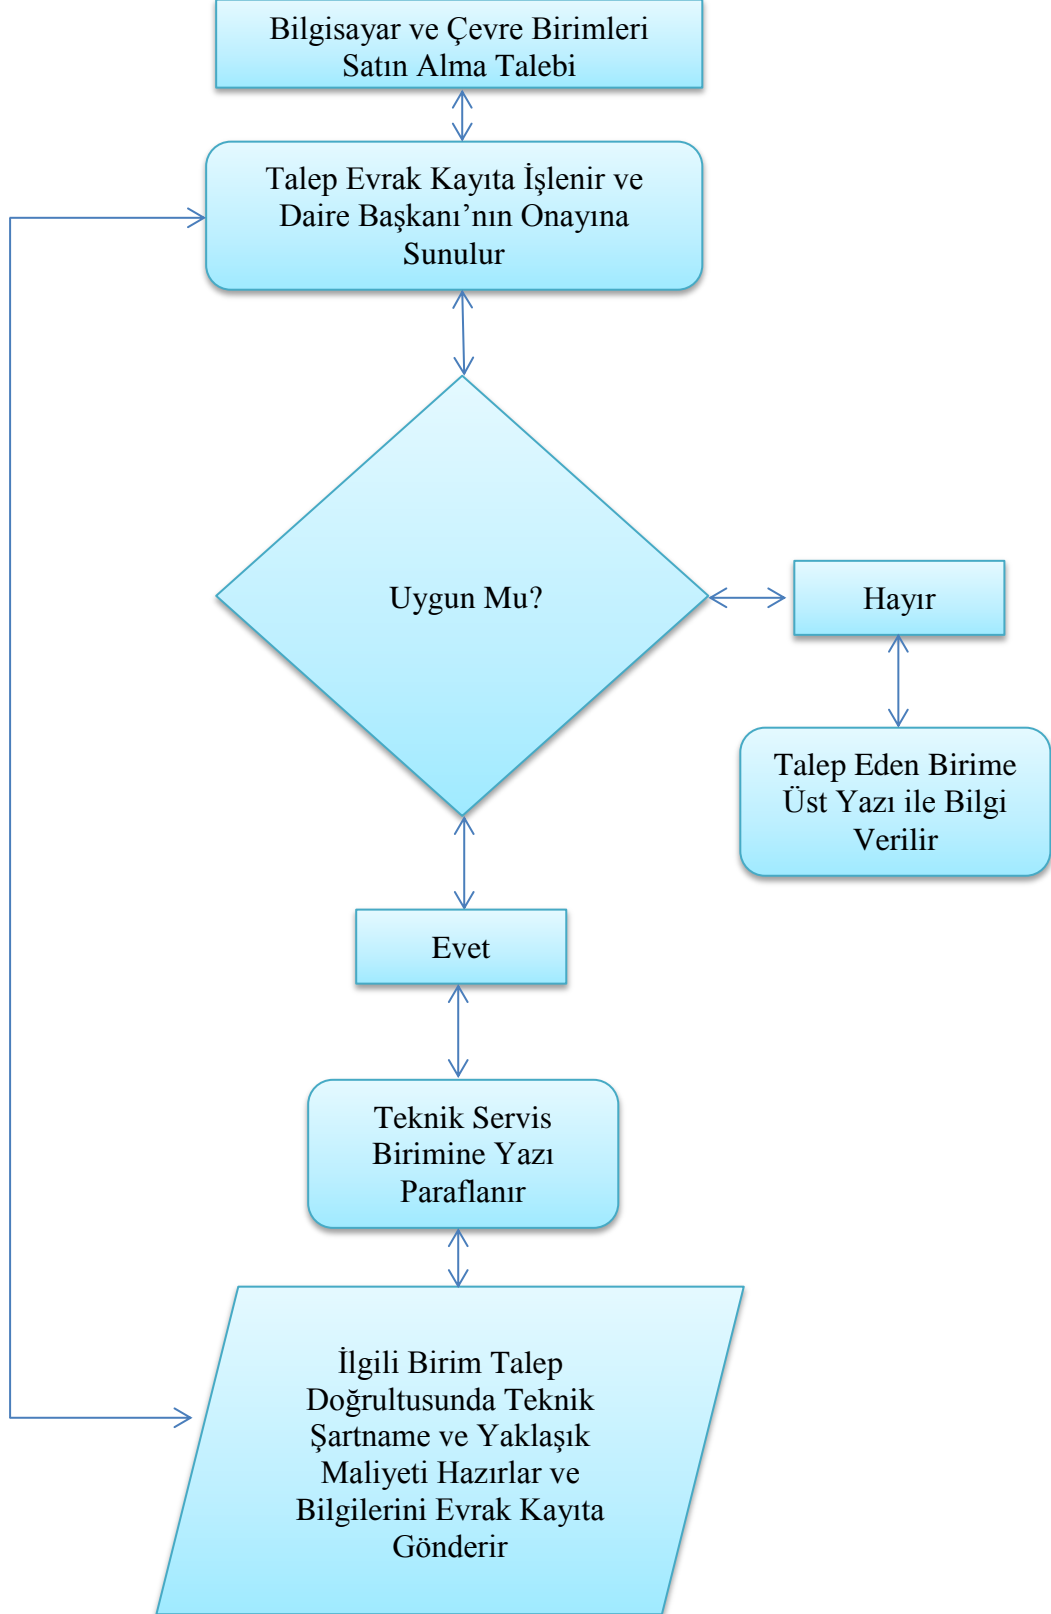 Bilgisayar ve Çevre Birimleri
Satın Alma Talebi
Talep Evrak Kayıta İşlenir ve
Daire Başkanı’nın Onayına
Sunulur
Uygun Mu?
Hayır
Talep Eden Birime
Üst Yazı ile Bilgi
Verilir
Evet
Teknik Servis
Birimine Yazı
Paraflanır
İlgili Birim Talep
Doğrultusunda Teknik
Şartname ve Yaklaşık
Maliyeti Hazırlar ve
Bilgilerini Evrak Kayıta
Gönderir